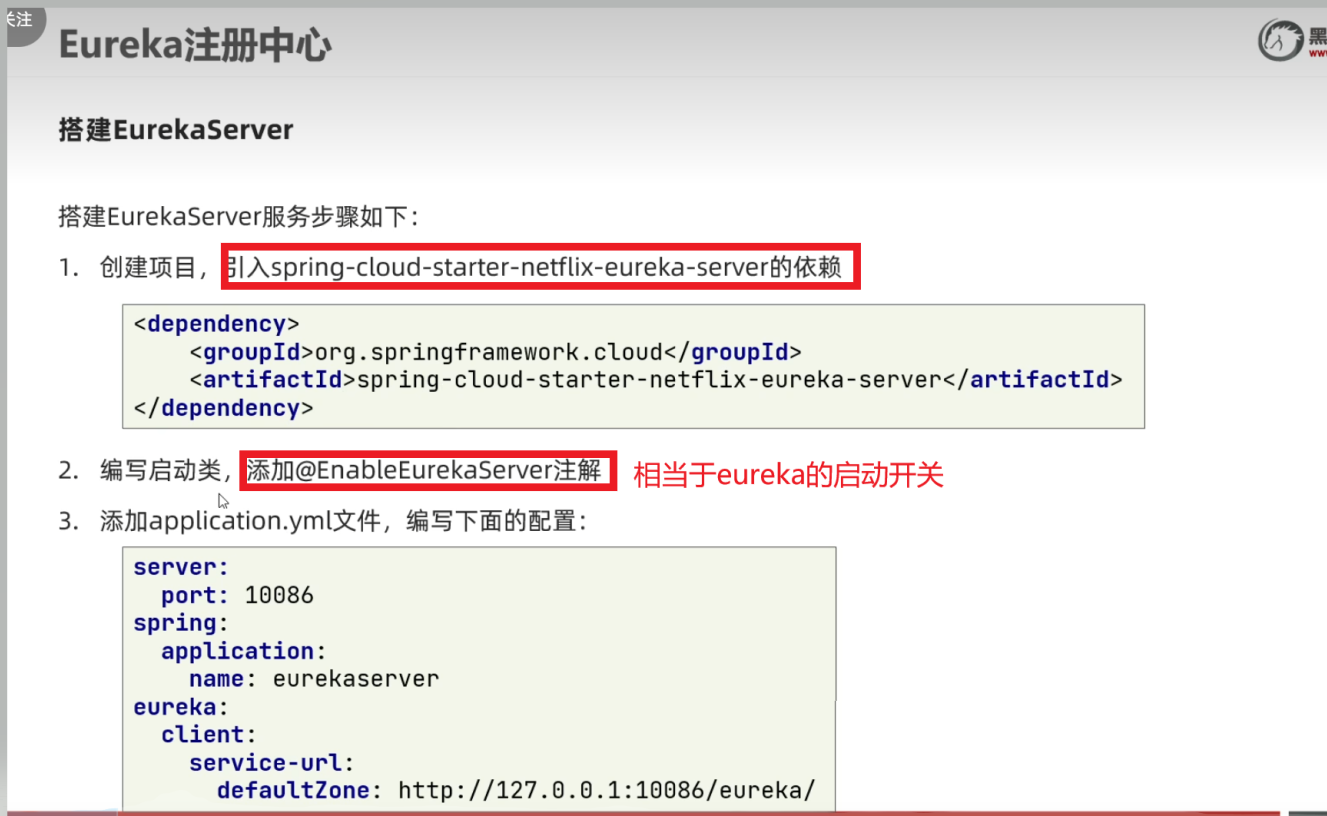 关注
Eureka注册中心
黑
www
搭建EurekaServer
搭建EurekaServer服务步骤如下：
1. 创建项目，引入spring-cloud-starter-netflix-eureka-server的依赖
<dependency>
    <groupId>org.springframework.cloud</groupId>
    <artifactId>spring-cloud-starter-netflix-eureka-server</artifactId>
</dependency>
2. 编写启动类，添加@EnableEurekaServer注解 相当于eureka的启动开关
3. 添加application.yml文件，编写下面的配置：
server:
  port: 10086
spring:
  application:
    name: eurekaserver
eureka:
  client:
    service-url:
      defaultZone: http://127.0.0.1:10086/eureka/